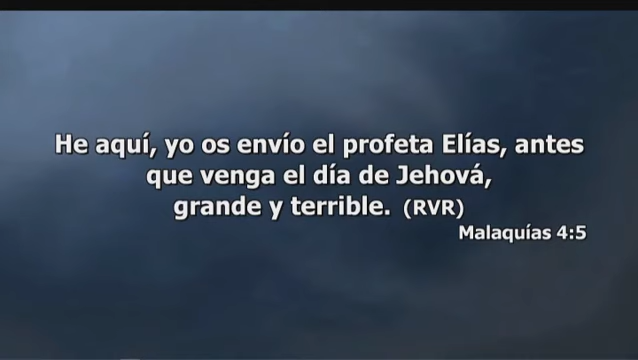 He aquí, yo os envío el profeta Elías, antes
que venga el día de Jehová,
grande y terrible. (RVR)
Malaquías 4:5